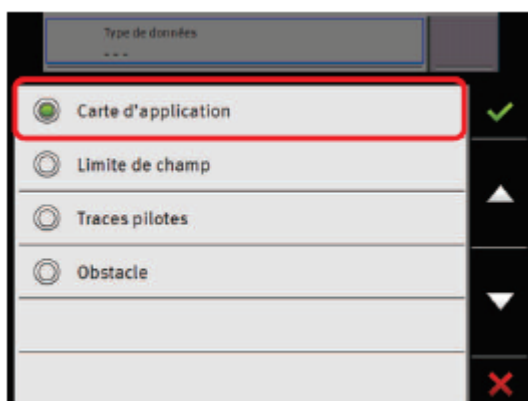 Type de données
---
Carte d'application
Limite de champ
Traces pilotes
Obstacle